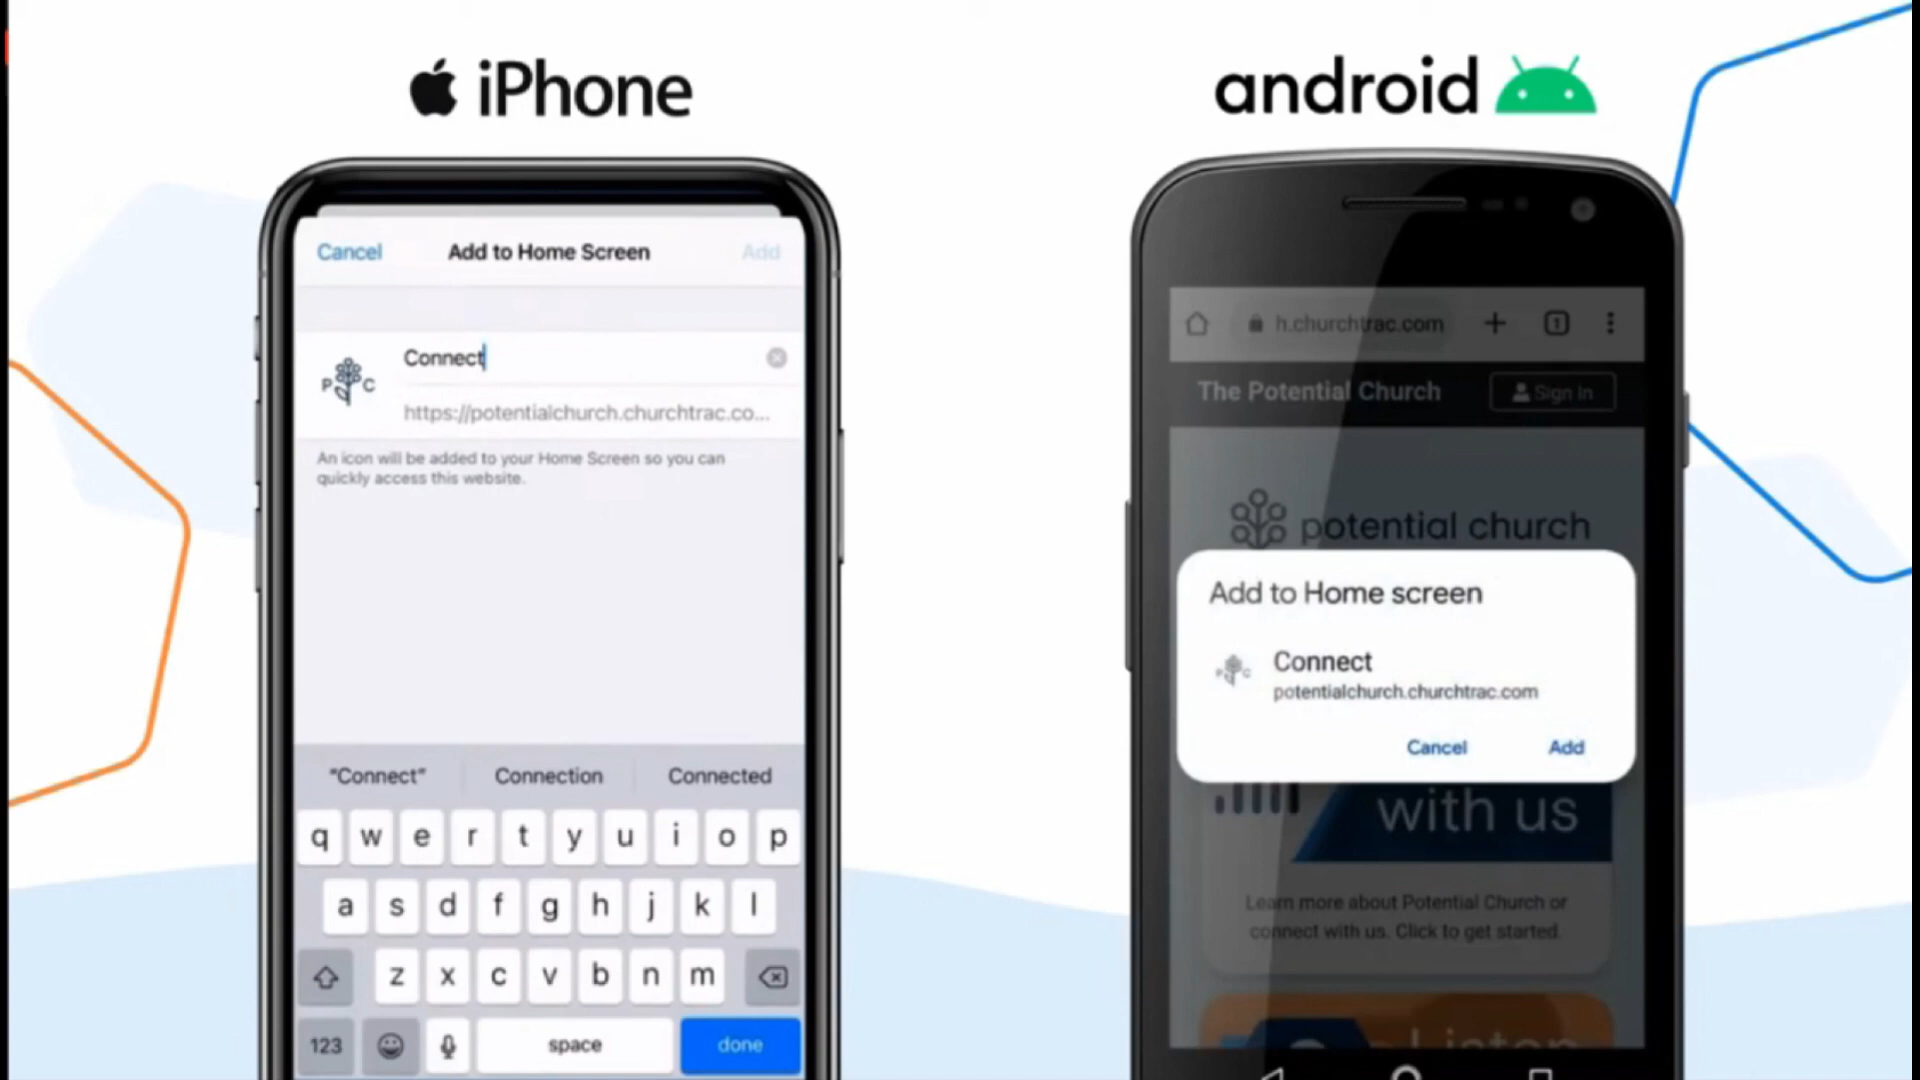 iPhone
Cancel
Add to Home Screen
Add
Connect
https://potentialchurch.churchtrac.co...
An icon will be added to your Home Screen so you can
quickly access this website.
"Connect"
Connection
Connected
q w e r t y u i o p
a s d f g h j k l
z x c v b n m
123
space
done
android
h.churchtrac.com
1
The Potential Church
Sign In
potential church
Add to Home screen
Connect
potentialchurch.churchtrac.com
Cancel
Add
with us
Learn more about Potential Church or
connect with us. Click to get started.
Listen